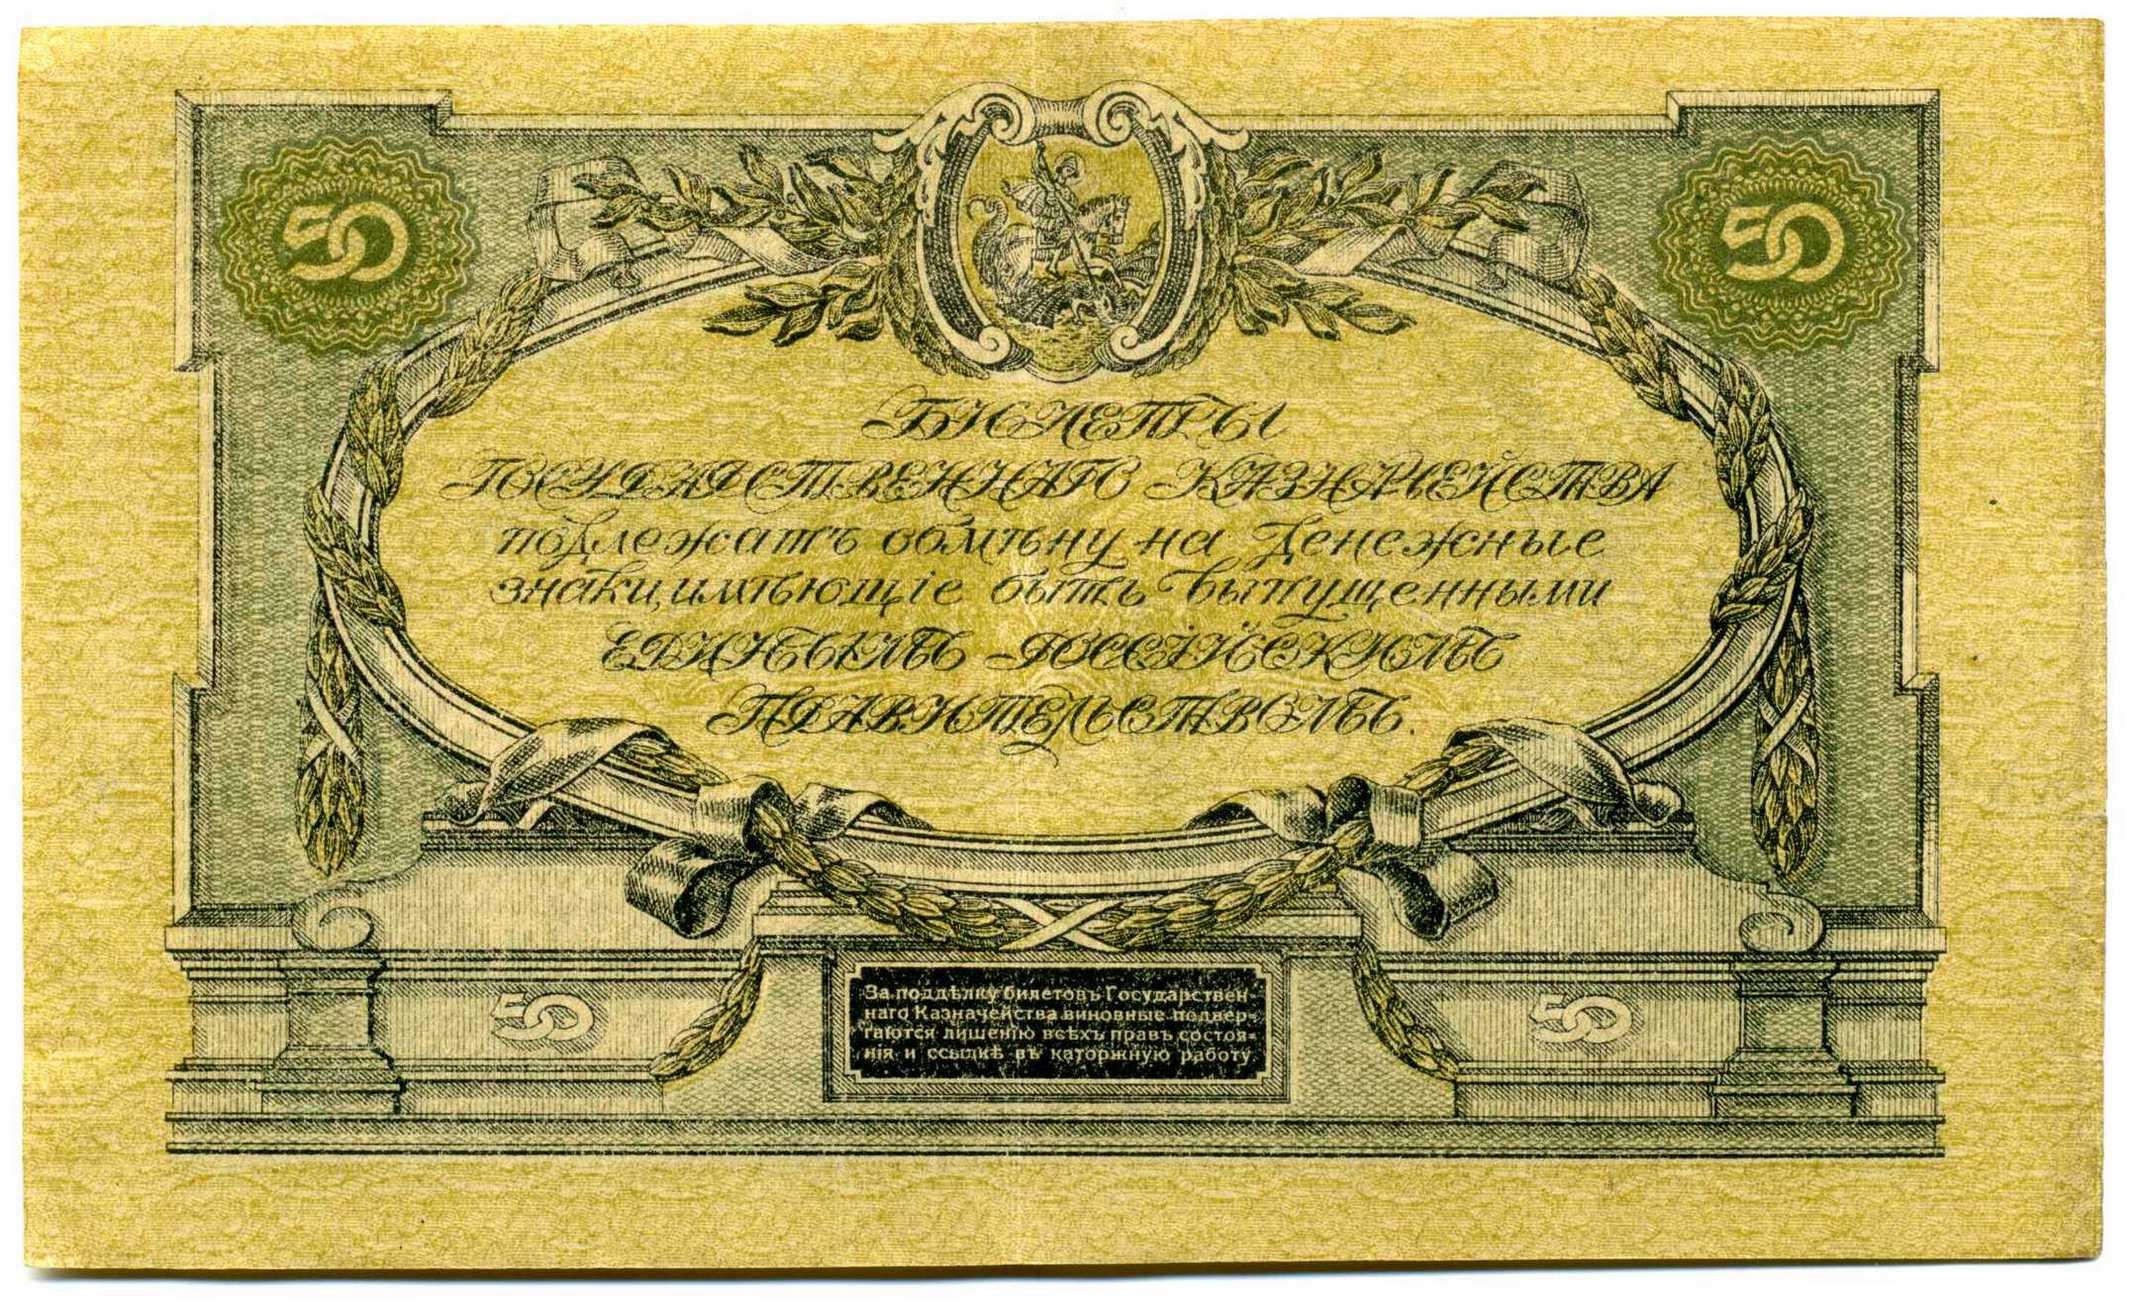 50 50
БИЛЕТЫ
ГОСУДАРСТВЕННАГО КАЗНАЧЕЙСТВА
подлежатъ обмѣну на денежные
знаки, имѣющіе быть выпущенными
ЕДИНЫМЪ РОССІЙСКИМЪ
ПРАВИТЕЛЬСТВОМЪ.
50 50
За поддѣлку билетовъ Государствен-
наго Казначейства виновные подвер-
гаются лишенію всѣхъ правъ состоя-
нія и ссылкѣ въ каторжную работу